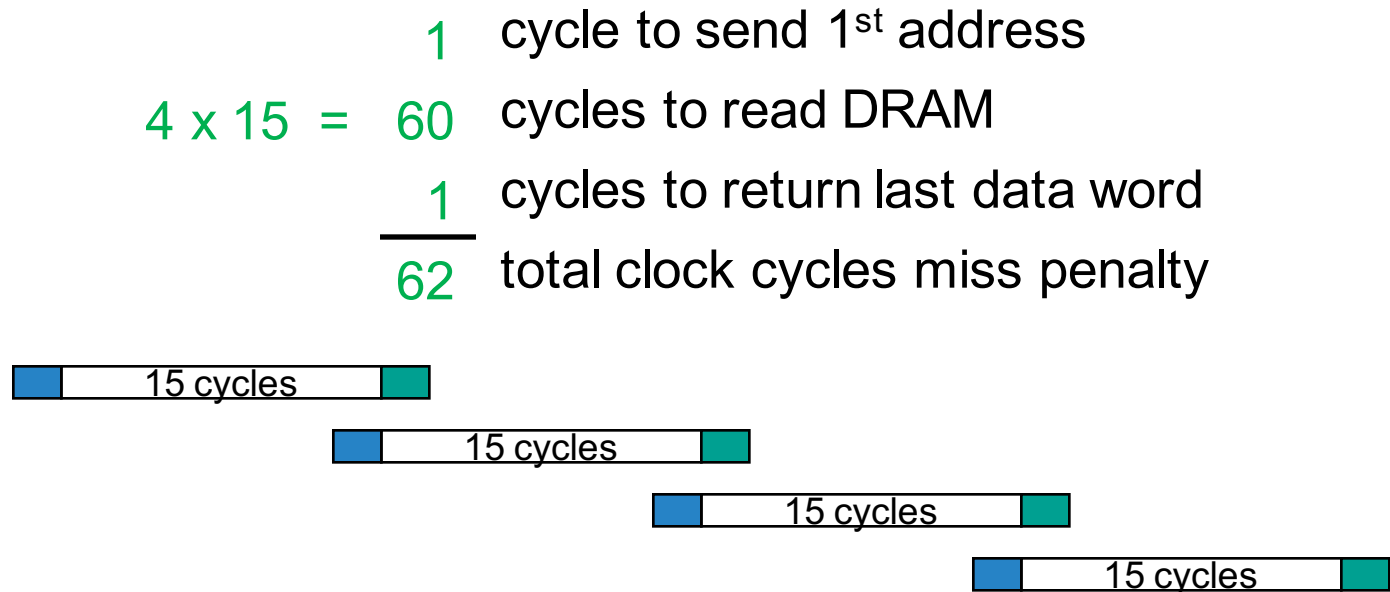 1 cycle to send 1st address
4 x 15 = 60 cycles to read DRAM
1 cycles to return last data word
62 total clock cycles miss penalty
15 cycles
15 cycles
15 cycles
15 cycles